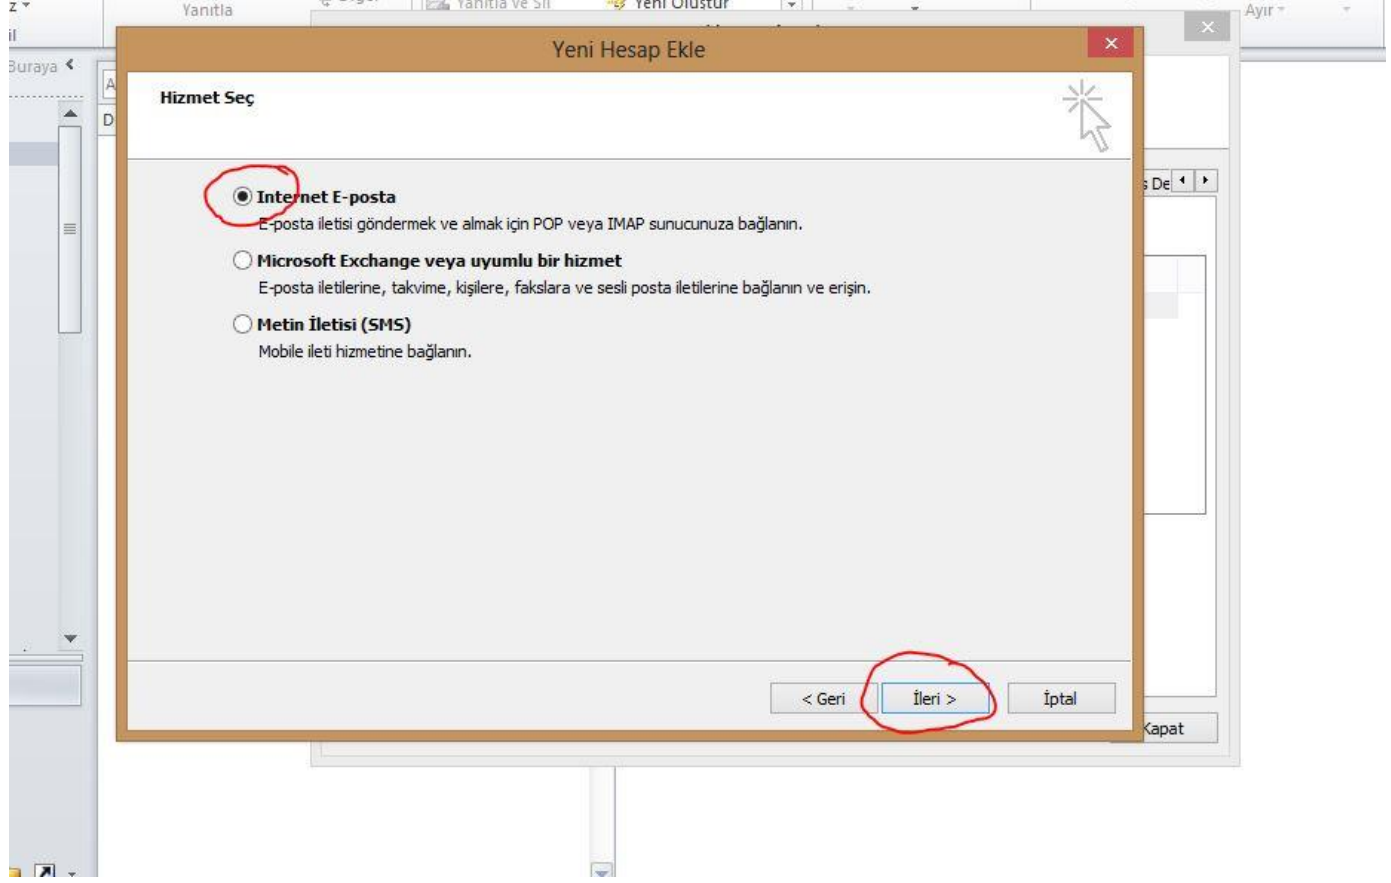 Yanıtla
Yanıtla ve Sil
Yeni Oluştur
Ayır
Buraya
Yeni Hesap Ekle
Hizmet Seç
s De
Internet E-posta
E-posta iletisi göndermek ve almak için POP veya IMAP sunucunuza bağlanın.
Microsoft Exchange veya uyumlu bir hizmet
E-posta iletilerine, takvime, kişilere, fakslara ve sesli posta iletilerine bağlanın ve erişin.
Metin İletisi (SMS)
Mobile ileti hizmetine bağlanın.
< Geri
İleri >
İptal
Kapat